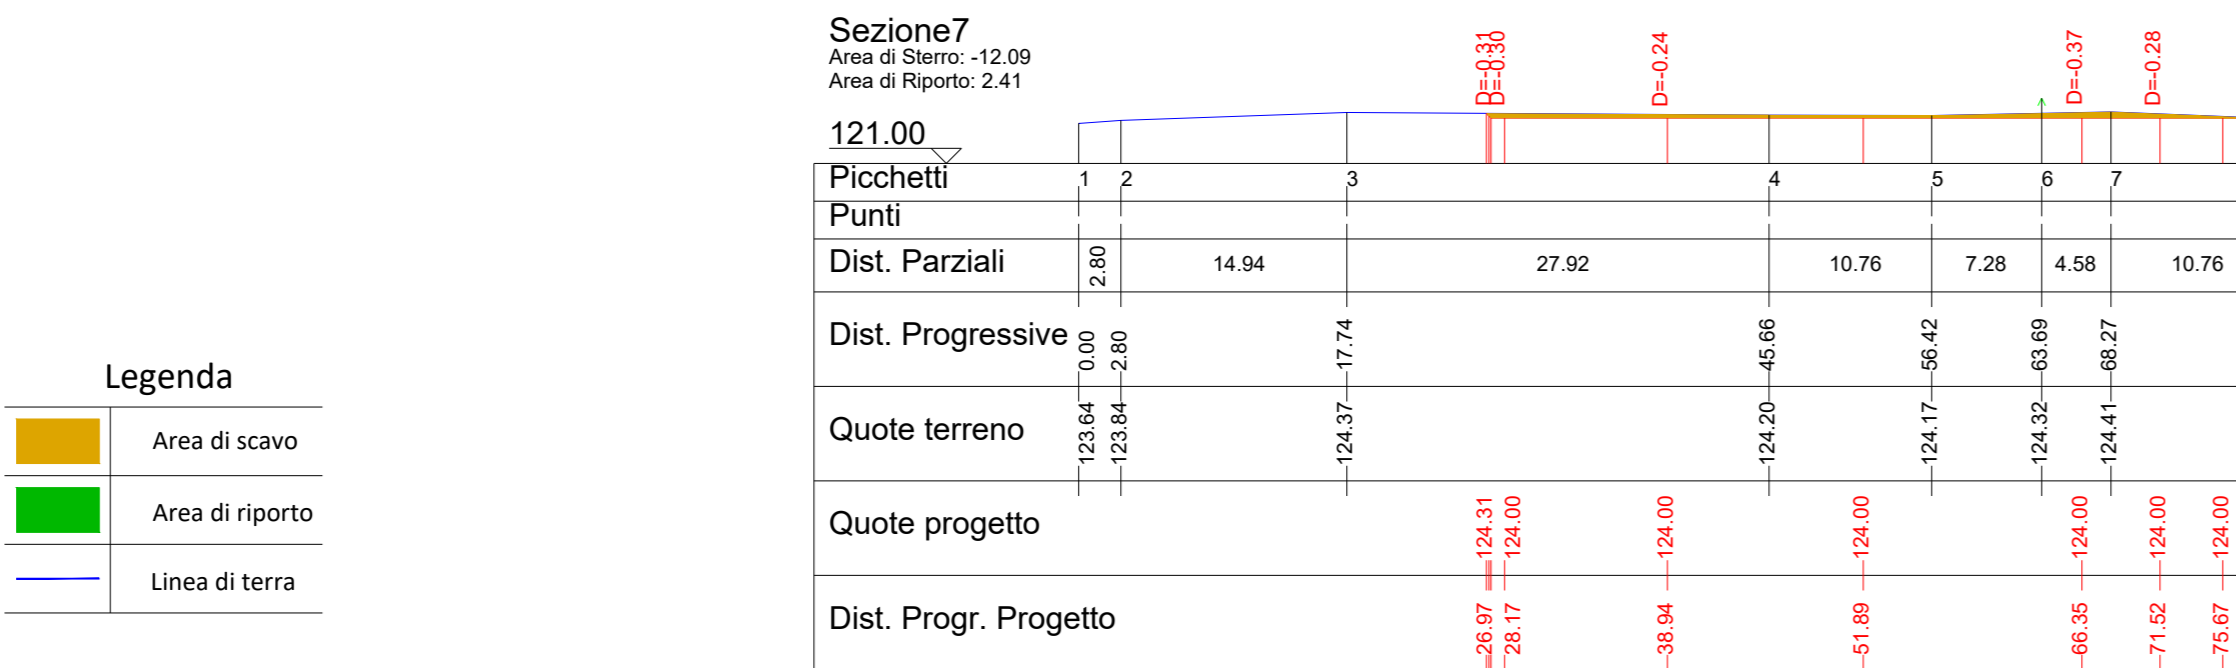 Sezione7
Area di Sterro: -12.09
Area di Riporto: 2.41
D=-0.31
D=-0.30
D=-0.24
D=-0.37
D=-0.28
121.00
Picchetti 1 2 3 4 5 6 7
Punti
Dist. Parziali 2.80 14.94 27.92 10.76 7.28 4.58 10.76
Dist. Progressive 0.00 2.80 17.74 45.66 56.42 63.69 68.27
Quote terreno 123.64 123.84 124.37 124.20 124.17 124.32 124.41
Quote progetto 124.31 124.00 124.00 124.00 124.00 124.00 124.00
Dist. Progr. Progetto 26.97 28.17 38.94 51.89 66.35 71.52 75.67
Legenda
Area di scavo
Area di riporto
Linea di terra